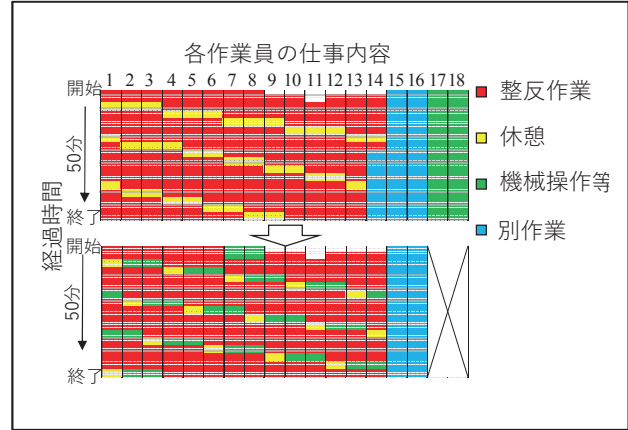 各作業員の仕事内容
1 2 3 4 5 6 7 8 9 10 11 12 13 14 15 16 17 18
開始
50分
終了
経過時間
開始
50分
終了
整反作業
休憩
機械操作等
別作業